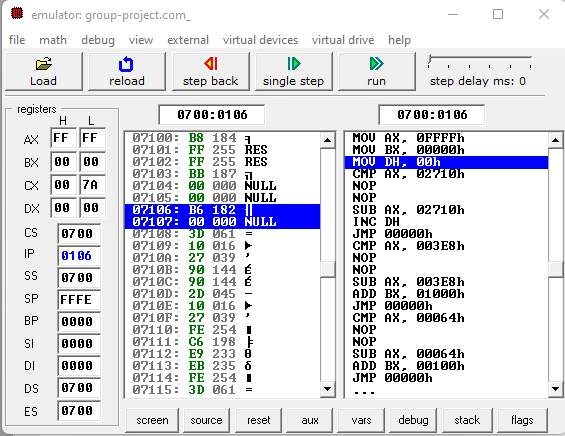 emulator: group-project.com_
file math debug view external virtual devices virtual drive help
Load reload step back single step run step delay ms: 0
registers
H L
AX FF FF
BX 00 00
CX 00 7A
DX 00 00
CS 0700
IP 0106
SS 0700
SP FFFE
BP 0000
SI 0000
DI 0000
DS 0700
ES 0700
0700:0106
07100: B8 184 ╕
07101: FF 255 RES
07102: FF 255 RES
07103: BB 187 ╗
07104: 00 000 NULL
07105: 00 000 NULL
07106: B6 182 ╢
07107: 00 000 NULL
07108: 3D 061 =
07109: 10 016 ►
0710A: 27 039 '
0710B: 90 144 É
0710C: 90 144 É
0710D: 2D 045 -
0710E: 10 016 ►
0710F: 27 039 '
07110: FE 254 ■
07111: C6 198 ╞
07112: E9 233 θ
07113: EB 235 δ
07114: FE 254 ■
07115: 3D 061 =
0700:0106
MOV AX, 0FFFFh
MOV BX, 00000h
MOV DH, 00h
CMP AX, 02710h
NOP
NOP
SUB AX, 02710h
INC DH
JMP 00000h
CMP AX, 003E8h
NOP
NOP
SUB AX, 003E8h
ADD BX, 01000h
JMP 00000h
CMP AX, 00064h
NOP
NOP
SUB AX, 00064h
ADD BX, 00100h
JMP 00000h
...
screen source reset aux vars debug stack flags